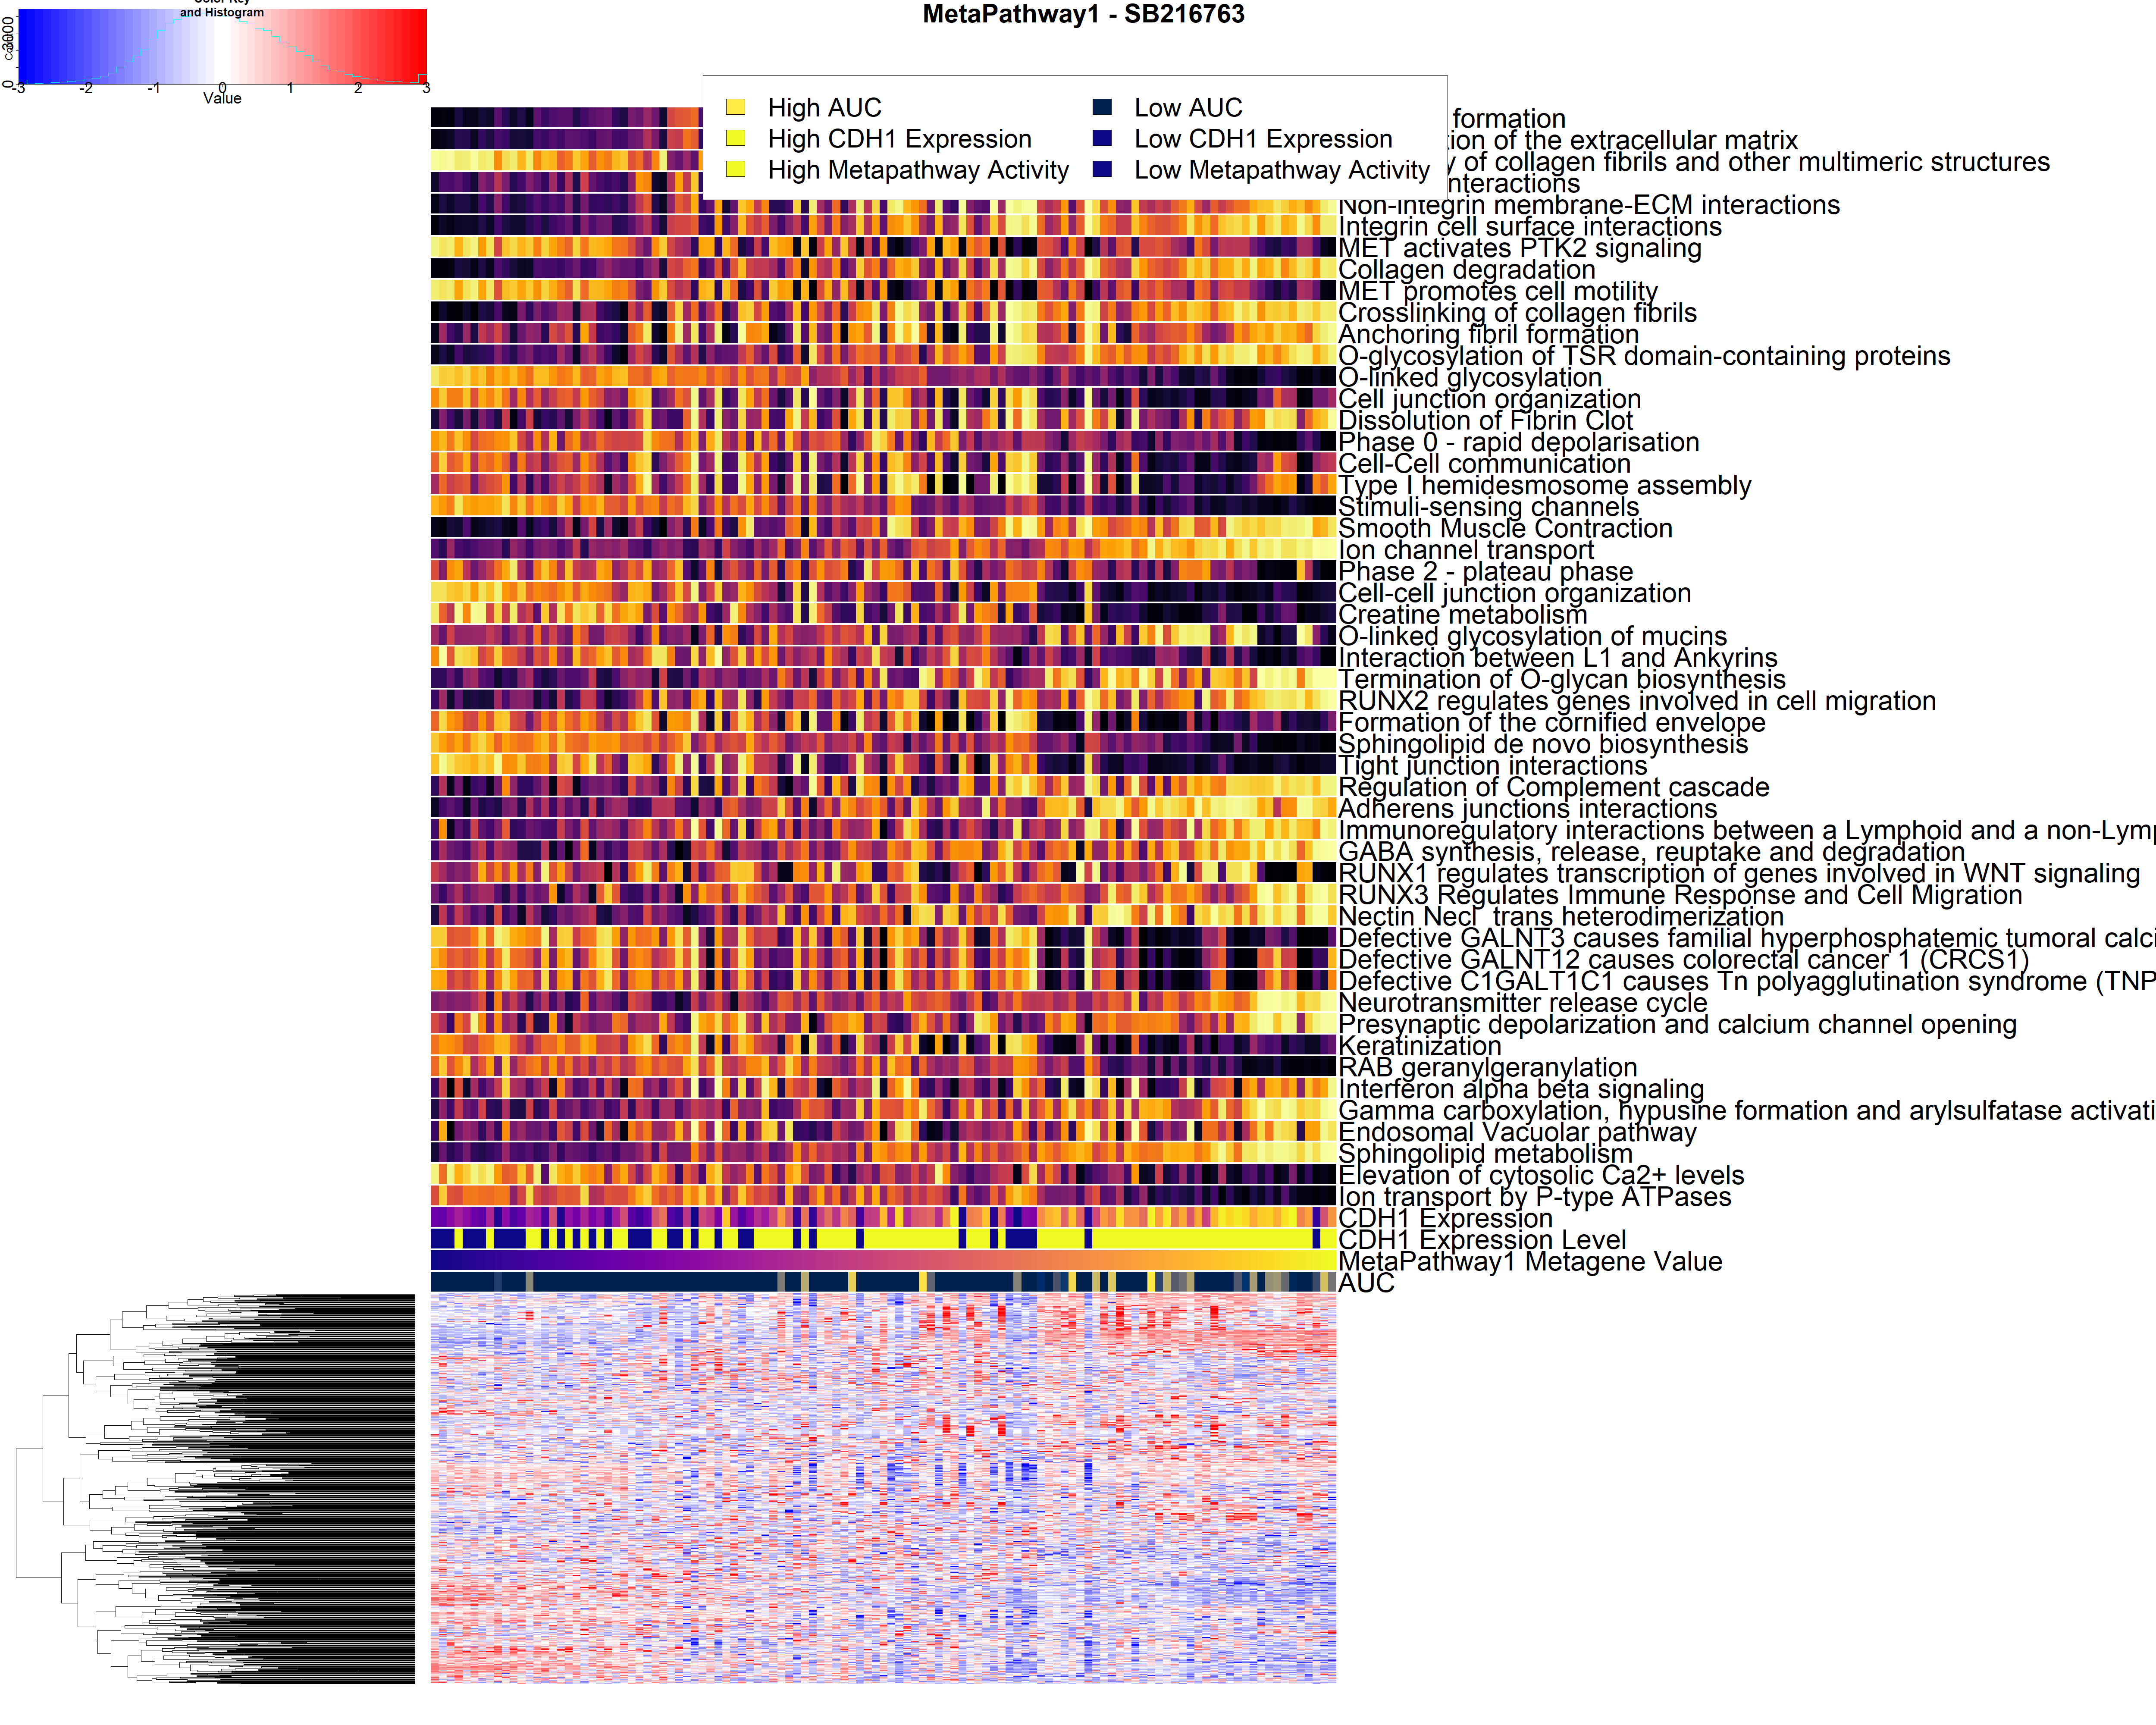 MetaPathway1 - SB216763
Color Key
and Histogram
3000
0
-3 -2 -1 0 1 2 3
Value
High AUC
Low AUC
High CDH1 Expression
Low CDH1 Expression
High Metapathway Activity
Low Metapathway Activity
formation
ion of the extracellular matrix
y of collagen fibrils and other multimeric structures
interactions
Non-integrin membrane-ECM interactions
Integrin cell surface interactions
MET activates PTK2 signaling
Collagen degradation
MET promotes cell motility
Crosslinking of collagen fibrils
Anchoring fibril formation
O-glycosylation of TSR domain-containing proteins
O-linked glycosylation
Cell junction organization
Dissolution of Fibrin Clot
Phase 0 - rapid depolarisation
Cell-Cell communication
Type I hemidesmosome assembly
Stimuli-sensing channels
Smooth Muscle Contraction
Ion channel transport
Phase 2 - plateau phase
Cell-cell junction organization
Creatine metabolism
O-linked glycosylation of mucins
Interaction between L1 and Ankyrins
Termination of O-glycan biosynthesis
RUNX2 regulates genes involved in cell migration
Formation of the cornified envelope
Sphingolipid de novo biosynthesis
Tight junction interactions
Regulation of Complement cascade
Adherens junctions interactions
Immunoregulatory interactions between a Lymphoid and a non-Lymp
GABA synthesis, release, reuptake and degradation
RUNX1 regulates transcription of genes involved in WNT signaling
RUNX3 Regulates Immune Response and Cell Migration
Nectin Necl  trans heterodimerization
Defective GALNT3 causes familial hyperphosphatemic tumoral calci
Defective GALNT12 causes colorectal cancer 1 (CRCS1)
Defective C1GALT1C1 causes Tn polyagglutination syndrome (TNP
Neurotransmitter release cycle
Presynaptic depolarization and calcium channel opening
Keratinization
RAB geranylgeranylation
Interferon alpha beta signaling
Gamma carboxylation, hypusine formation and arylsulfatase activati
Endosomal Vacuolar pathway
Sphingolipid metabolism
Elevation of cytosolic Ca2+ levels
Ion transport by P-type ATPases
CDH1 Expression
CDH1 Expression Level
MetaPathway1 Metagene Value
AUC